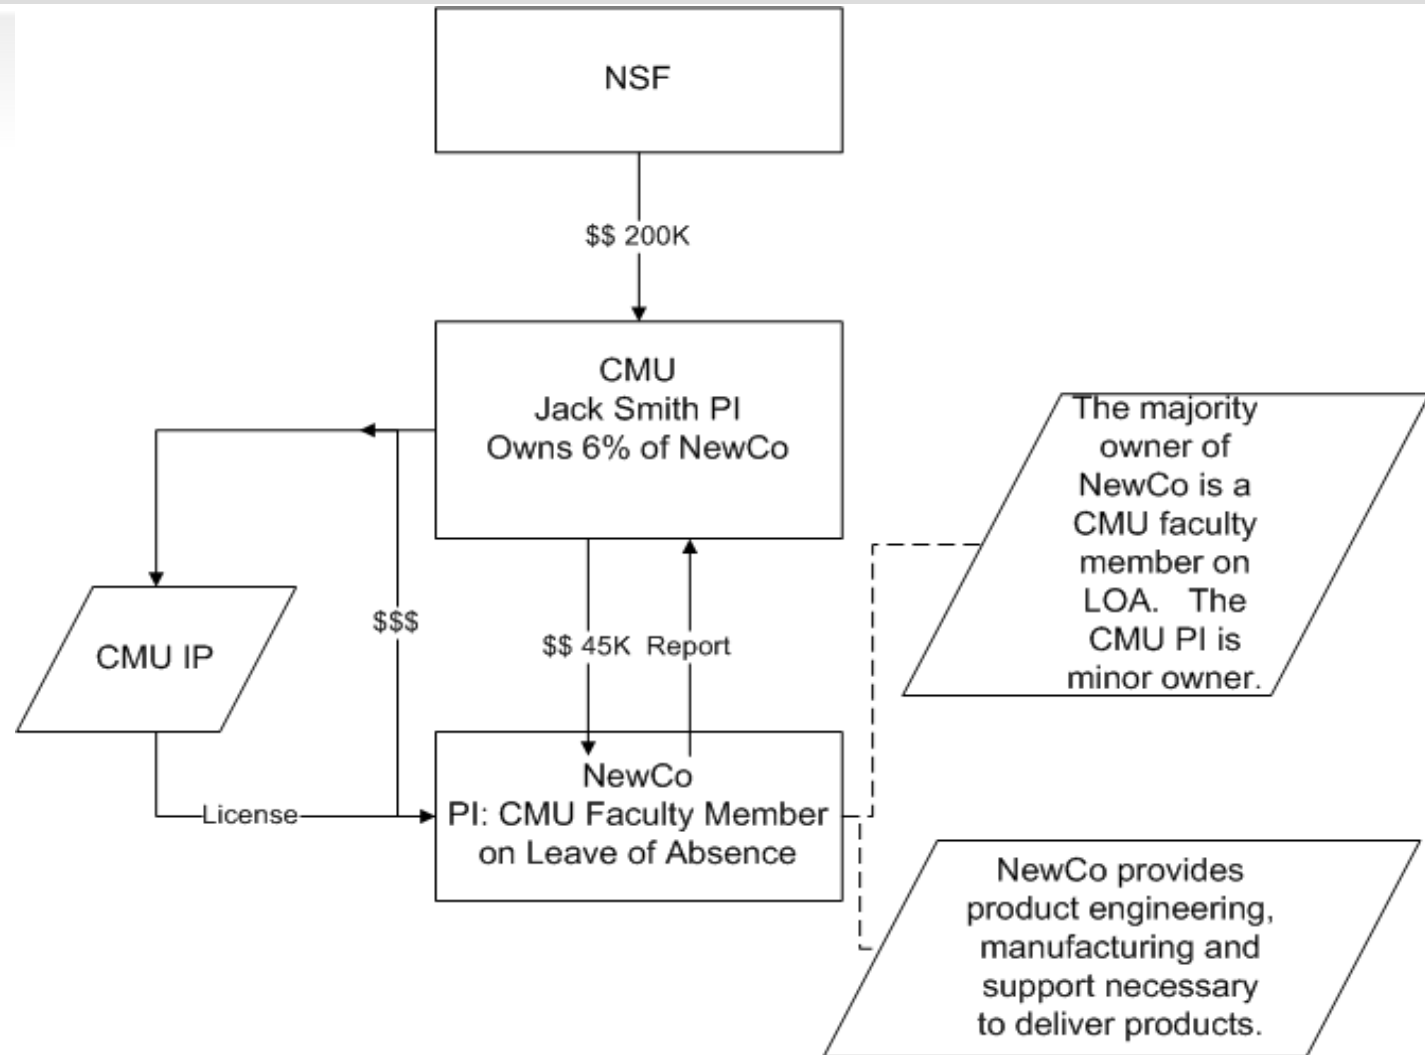 NSF
$$ 200K
CMU
Jack Smith PI
Owns 6% of NewCo
The majority
owner of
NewCo is a
CMU faculty
member on
LOA. The
CMU PI is
minor owner.
CMU IP
$$$
$$ 45K Report
License
NewCo
PI: CMU Faculty Member
on Leave of Absence
NewCo provides
product engineering,
manufacturing and
support necessary
to deliver products.